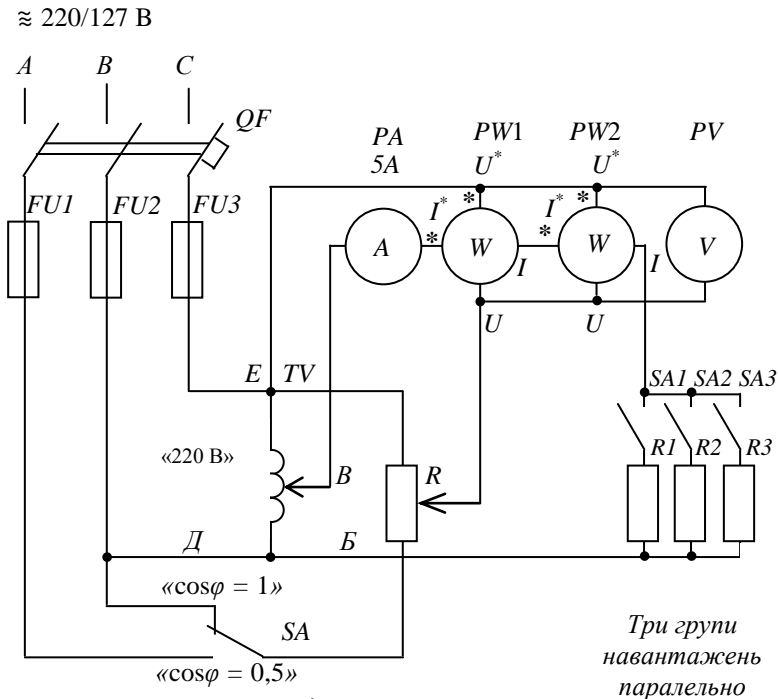 ≈ 220/127 В
A B C
QF
PA PW1 PW2 PV
5A U* U*
FU1 FU2 FU3
I* * I* *
* *
A W W V
I I
U U
E TV
SA1 SA2 SA3
«220 В» В R R1 R2 R3
Д Б
«cosφ = 1»
SA
«cosφ = 0,5»
Три групи
навантажень
паралельно